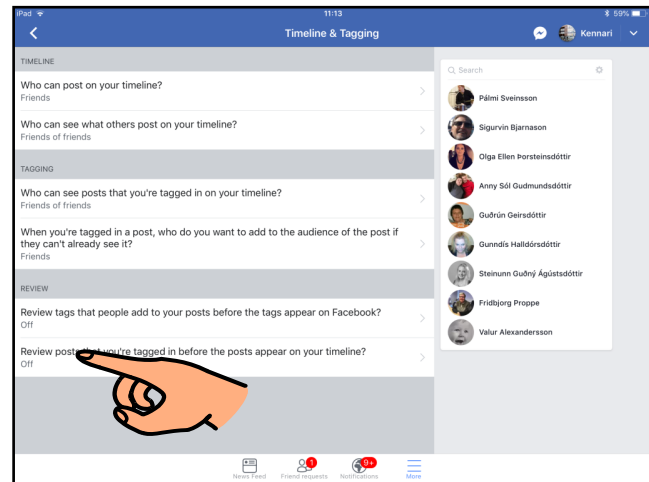 iPad
11:13
59%
Timeline & Tagging
Kennari
TIMELINE
Who can post on your timeline?
Friends
Who can see what others post on your timeline?
Friends of friends
TAGGING
Who can see posts that you're tagged in on your timeline?
Friends of friends
When you're tagged in a post, who do you want to add to the audience of the post if
they can't already see it?
Friends
REVIEW
Review tags that people add to your posts before the tags appear on Facebook?
Off
Review posts that you're tagged in before the posts appear on your timeline?
Off
Search
Pálmi Sveinsson
Sigurvin Bjarnason
Olga Ellen Þorsteinsdóttir
Anny Sól Gudmundsdóttir
Guðrún Geirsdóttir
Gunndís Halldórsdóttir
Steinunn Guðný Ágústsdóttir
Fridbjorg Proppe
Valur Alexandersson
1
9+
News Feed
Friend requests
Notifications
More